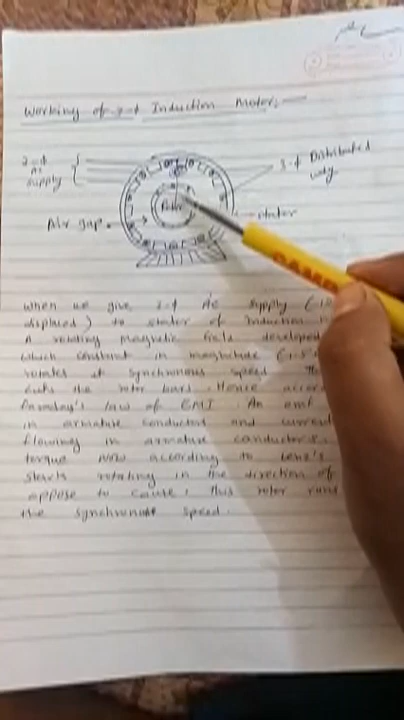 Working of 3-ϕ Induction Motor:—
3-ϕ
AC
supply
3-ϕ Distributed
wdg
Air gap
Rotor
stator
when we give 3-ϕ Ac supply
displaced) to stator of Induction
A rotating magnetic field developed
which constant in magnitude (1.5
rotates at synchronous speed
cuts the rotor bars. Hence
Faraday's law of EMI. An emf
in armature conductor and current
flowing in armature conductors.
torque Now according to Lenz's
starts rotating in the direction of
oppose to cause, this rotor runs
the synchronous speed.